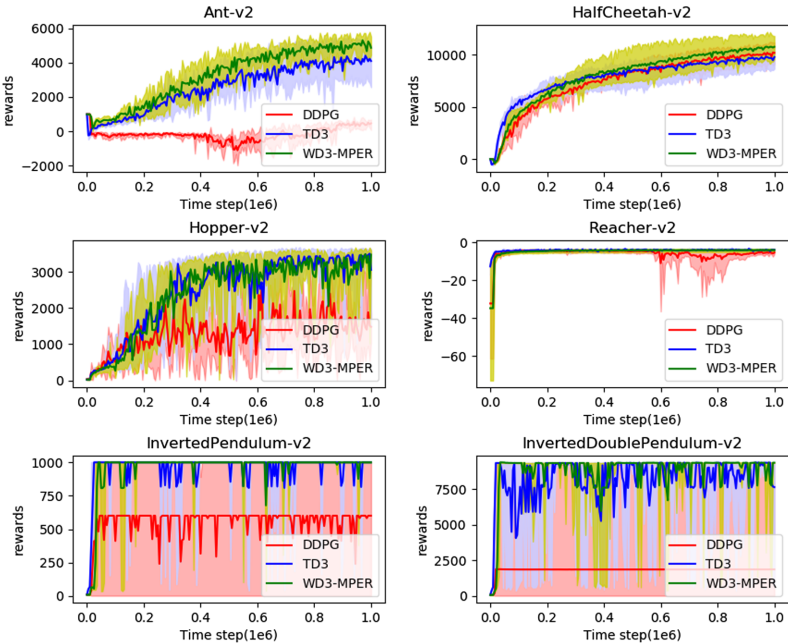 Ant-v2
6000
4000
2000
0
−2000
rewards
0.0 0.2 0.4 0.6 0.8 1.0
Time step(1e6)
DDPG
TD3
WD3-MPER
HalfCheetah-v2
10000
5000
0
rewards
0.0 0.2 0.4 0.6 0.8 1.0
Time step(1e6)
DDPG
TD3
WD3-MPER
Hopper-v2
3000
2000
1000
0
rewards
0.0 0.2 0.4 0.6 0.8 1.0
Time step(1e6)
DDPG
TD3
WD3-MPER
Reacher-v2
0
−20
−40
−60
rewards
0.0 0.2 0.4 0.6 0.8 1.0
Time step(1e6)
DDPG
TD3
WD3-MPER
InvertedPendulum-v2
1000
750
500
250
0
rewards
0.0 0.2 0.4 0.6 0.8 1.0
Time step(1e6)
DDPG
TD3
WD3-MPER
InvertedDoublePendulum-v2
7500
5000
2500
0
rewards
0.0 0.2 0.4 0.6 0.8 1.0
Time step(1e6)
DDPG
TD3
WD3-MPER